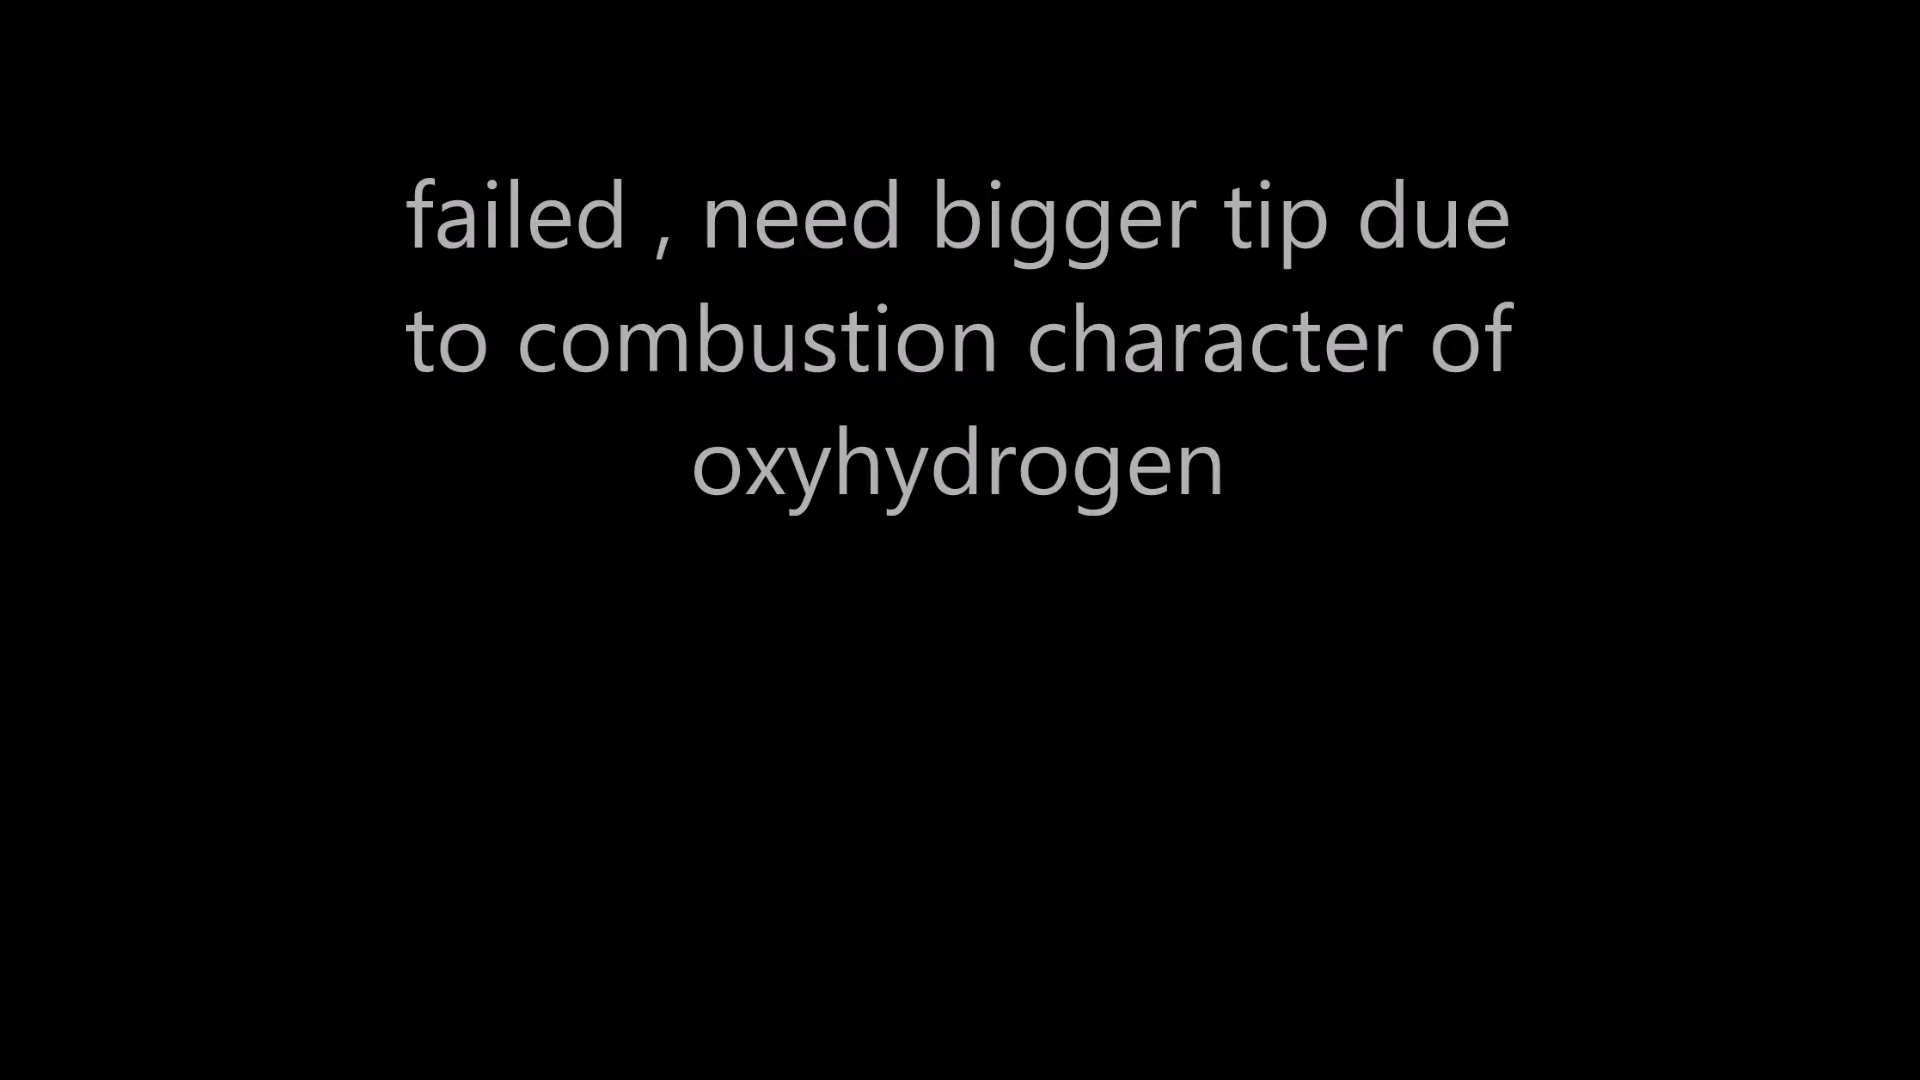 failed , need bigger tip due
to combustion character of
oxyhydrogen